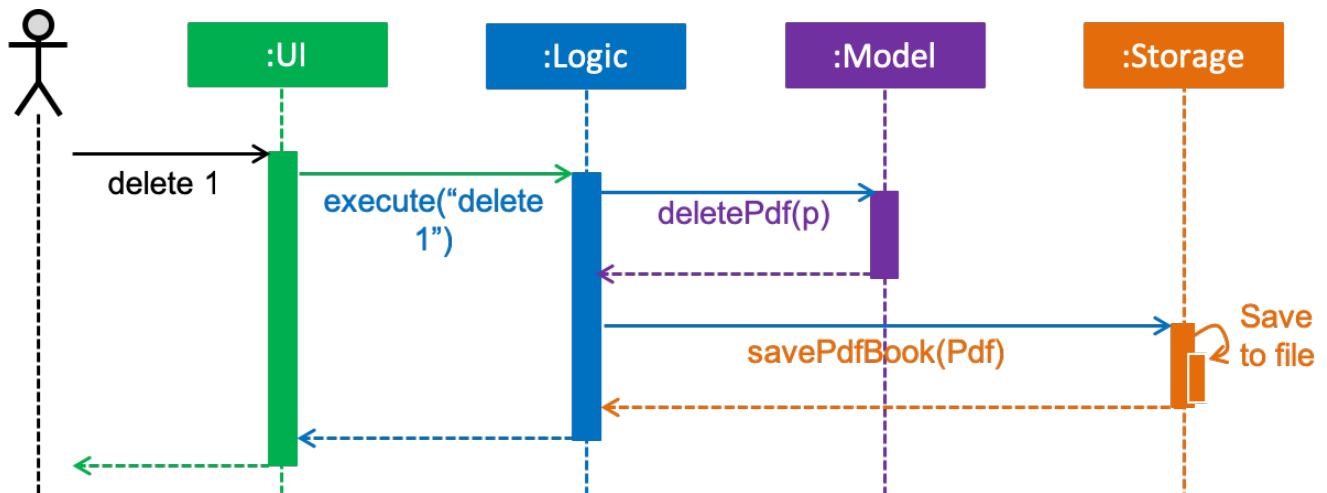 :UI
:Logic
:Model
:Storage
delete 1
execute(“delete
1”)
deletePdf(p)
savePdfBook(Pdf)
Save
to file